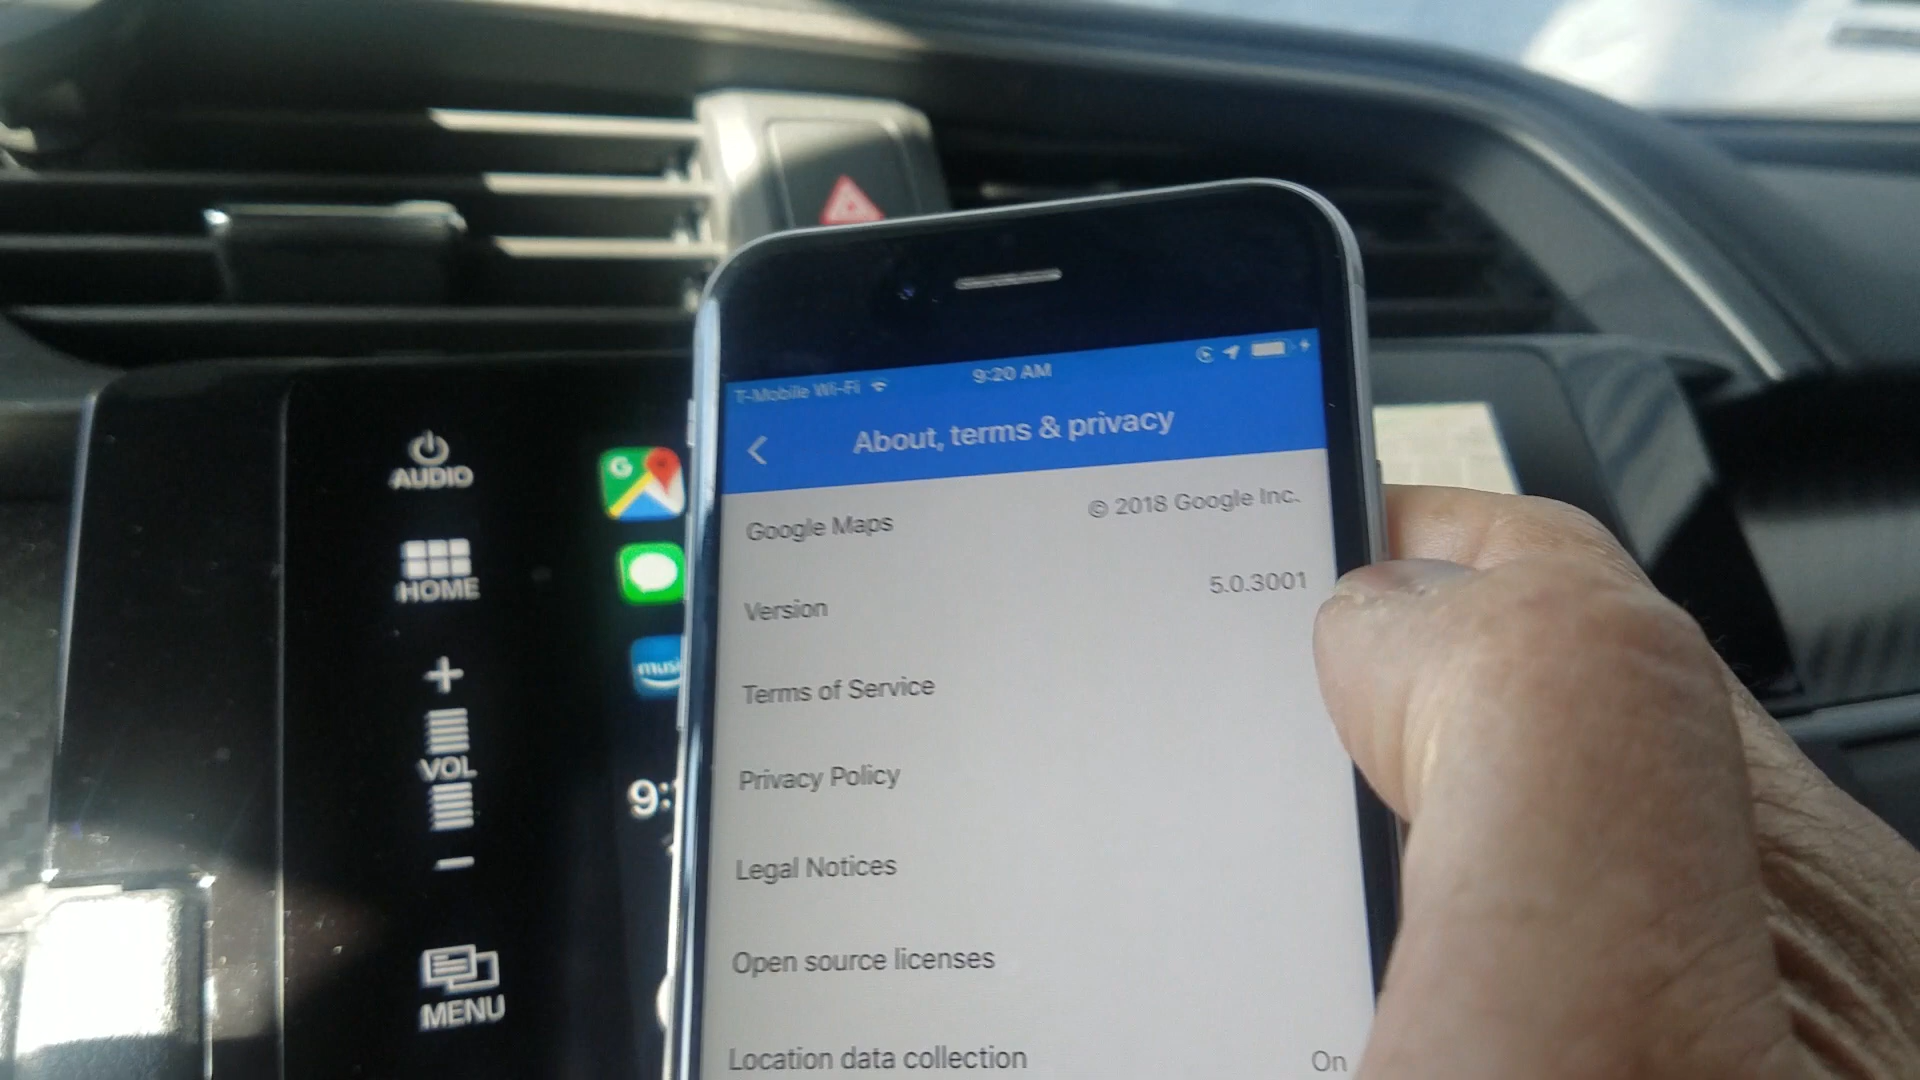 T-Mobile Wi-Fi 9:20 AM
About, terms & privacy
Google Maps © 2018 Google Inc.
Version 5.0.3001
Terms of Service
Privacy Policy
Legal Notices
Open source licenses
Location data collection On
AUDIO
HOME
+
VOL
−
MENU
G
9: